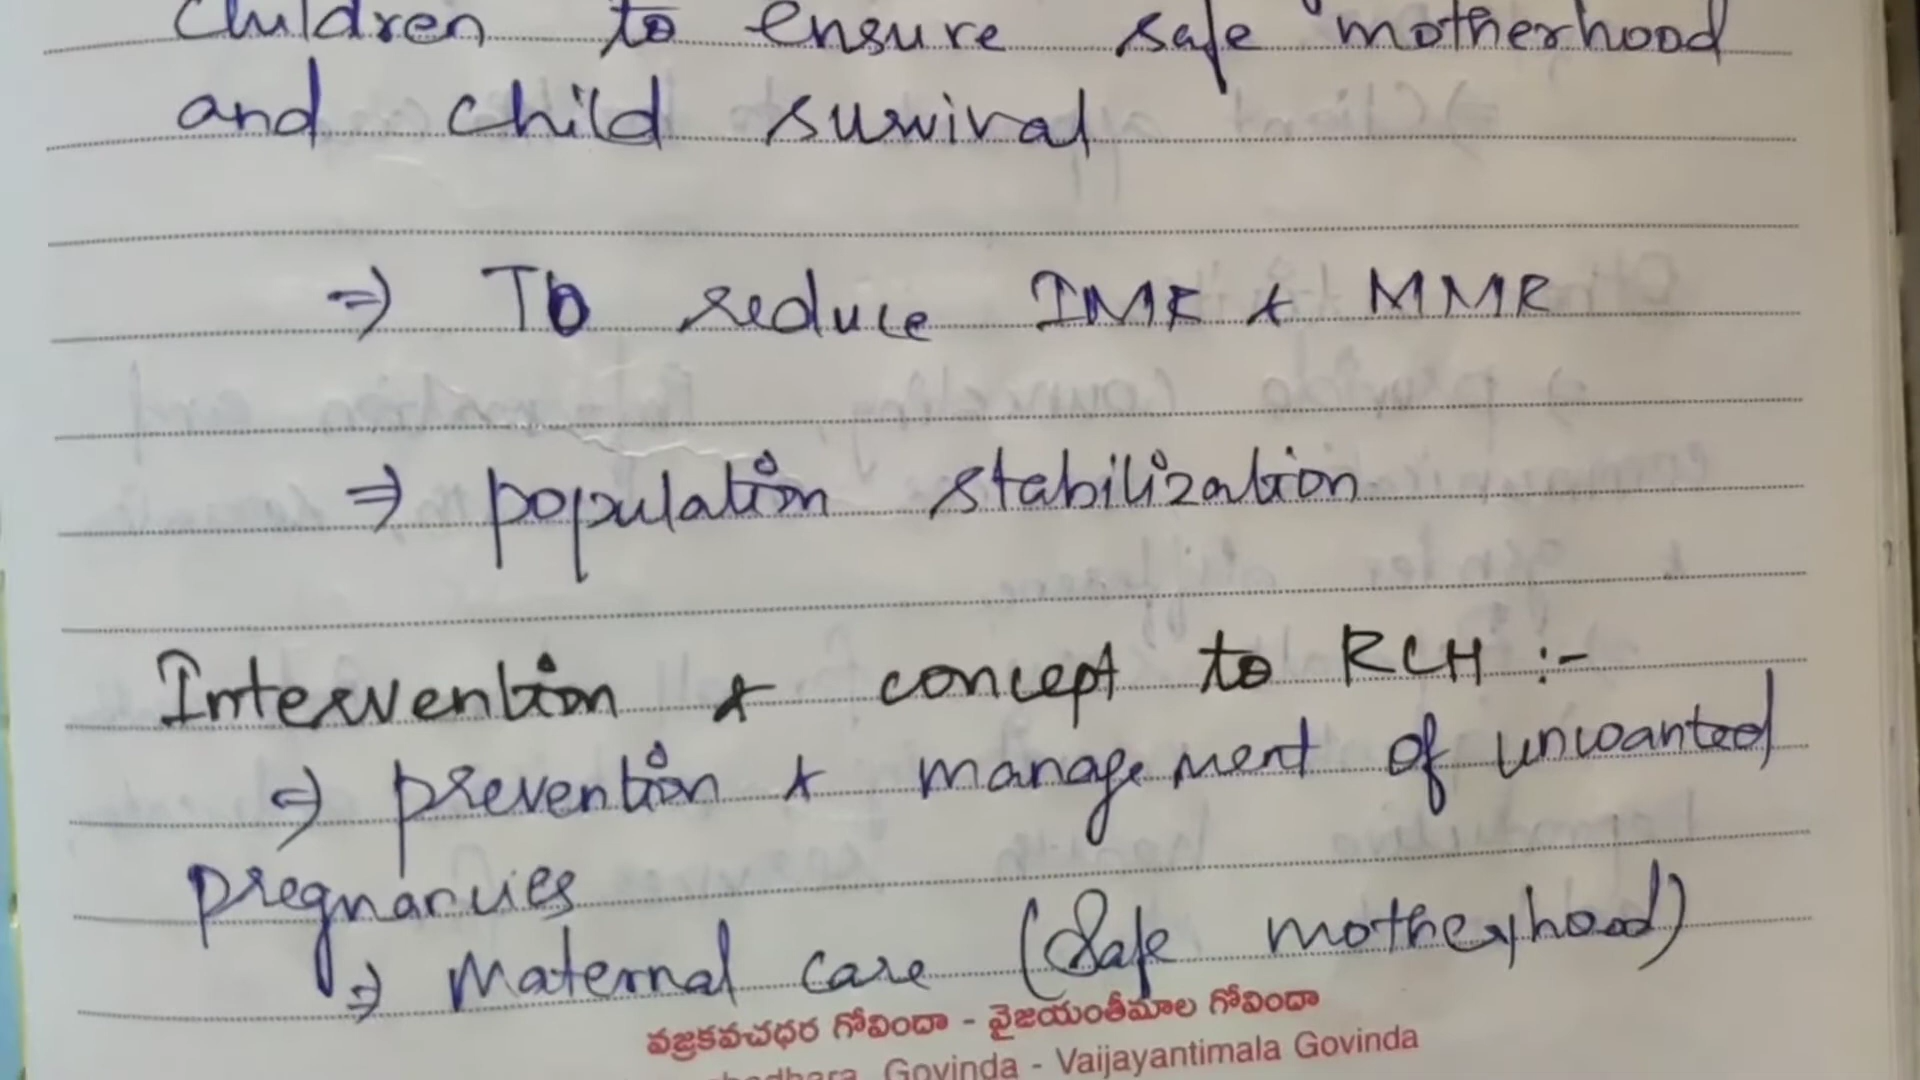 children to ensure safe motherhood
and child survival
⇒ To reduce IMR & MMR
⇒ population stabilization
Intervention & concept to RCH :-
⇒ prevention & management of unwanted
pregnancies
⇒ Maternal care (Safe motherhood)
వజ్రకవచధర గోవిందా - వైజయంతీమాల గోవిందా
Govinda - Vaijayantimala Govinda